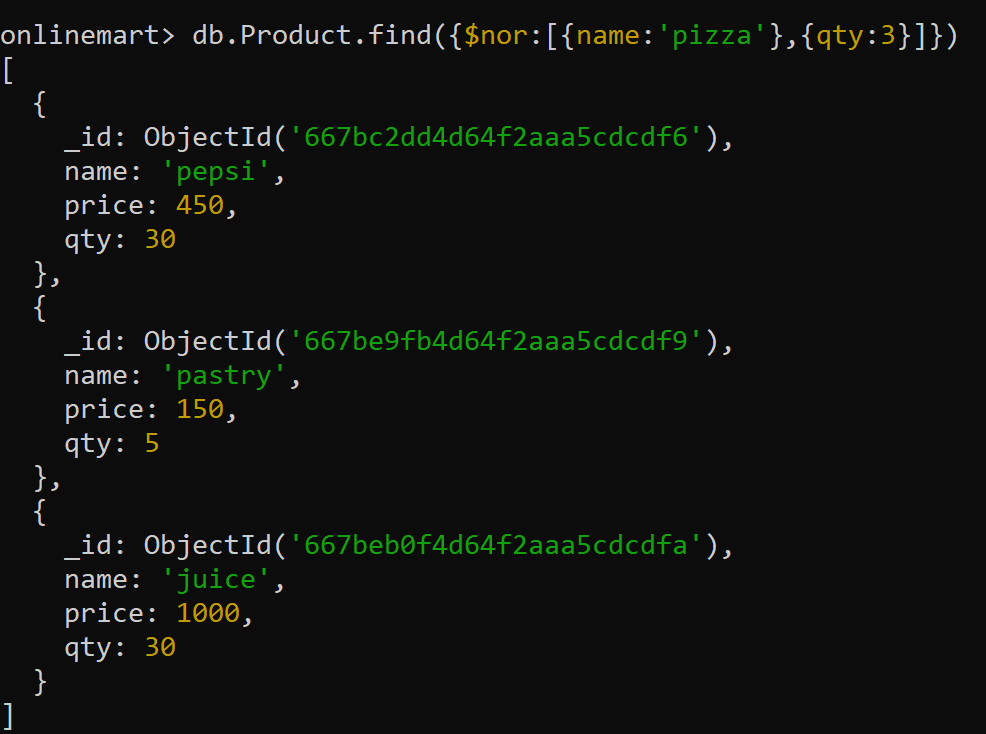 onlinemart> db.Product.find({$nor:[{name:'pizza'},{qty:3}]})
[
  {
    _id: ObjectId('667bc2dd4d64f2aaa5cdcdf6'),
    name: 'pepsi',
    price: 450,
    qty: 30
  },
  {
    _id: ObjectId('667be9fb4d64f2aaa5cdcdf9'),
    name: 'pastry',
    price: 150,
    qty: 5
  },
  {
    _id: ObjectId('667beb0f4d64f2aaa5cdcdfa'),
    name: 'juice',
    price: 1000,
    qty: 30
  }
]